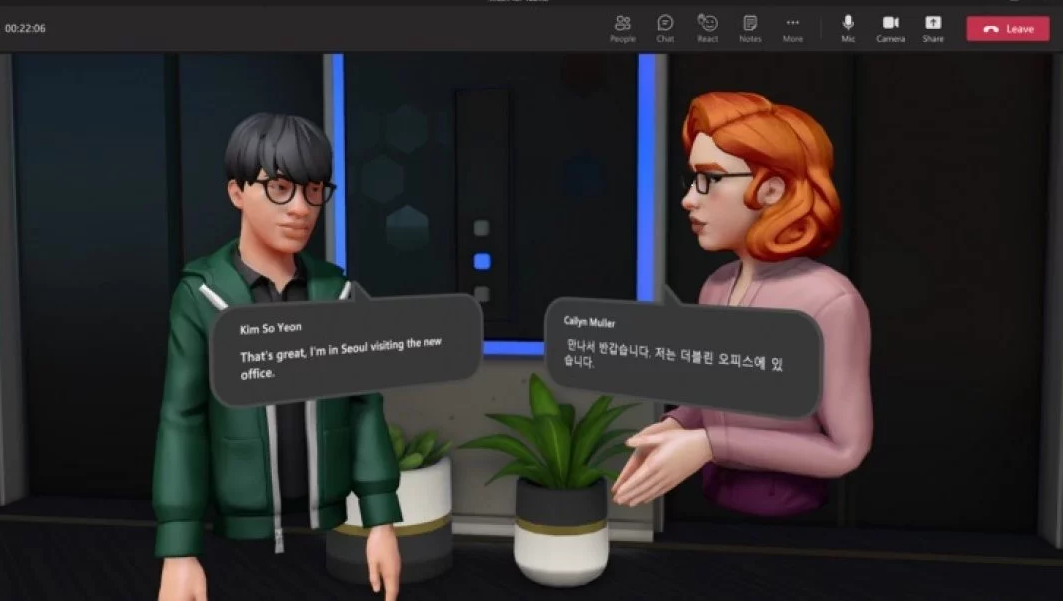 00:22:06
People
Chat
React
Notes
More
Mic
Camera
Share
Leave
Kim So Yeon
That's great, I'm in Seoul visiting the new
office.
Cailyn Muller
만나서 반갑습니다. 저는 더블린 오피스에 있
습니다.